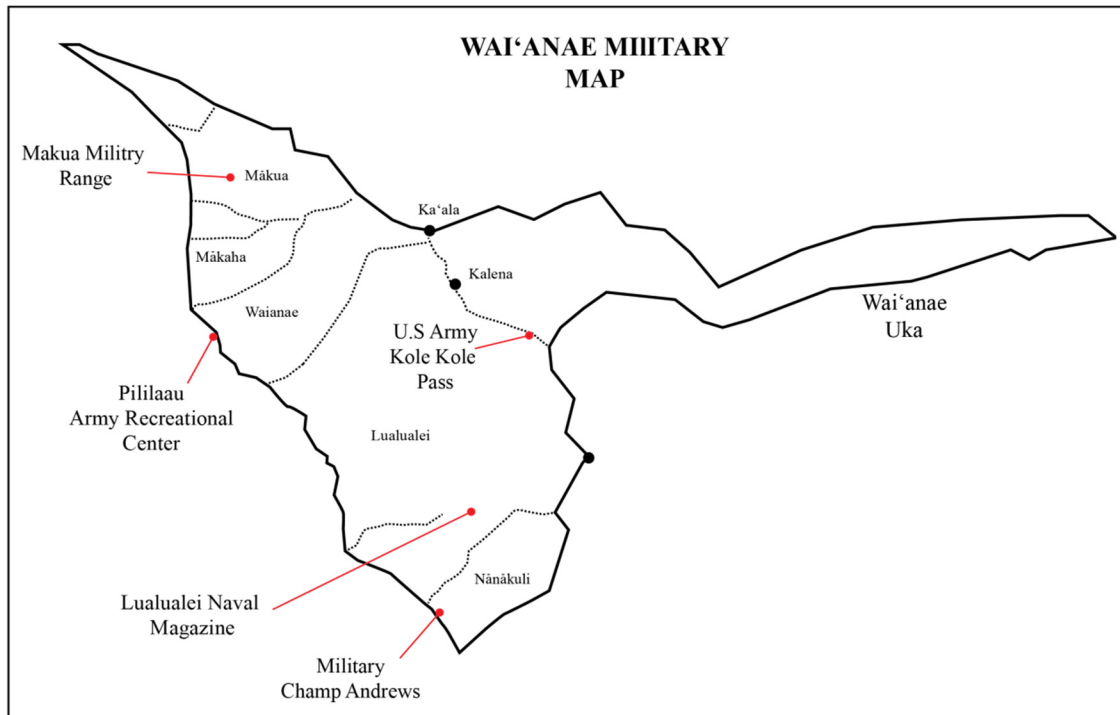 WAI‘ANAE MIlITARY
MAP
Makua Militry
Range
Mākua
Ka‘ala
Mākaha
Kalena
Waianae
U.S Army
Kole Kole
Pass
Wai‘anae
Uka
Pililaau
Army Recreational
Center
Lualualei
Nānākuli
Lualualei Naval
Magazine
Military
Champ Andrews